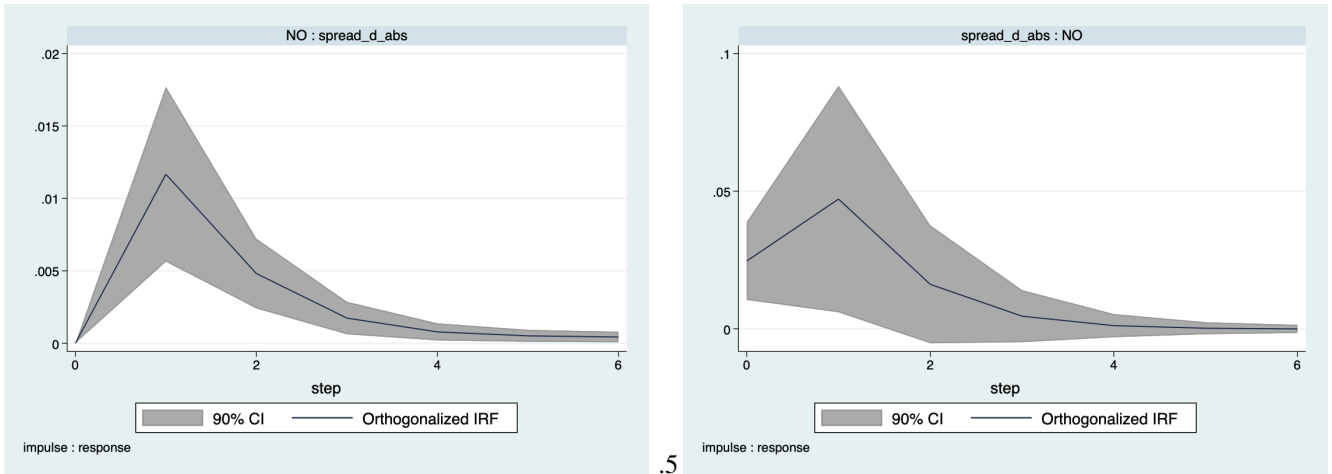 NO : spread_d_abs
.02
.015
.01
.005
0
0 2 4 6
step
90% CI Orthogonalized IRF
impulse : response
.5
spread_d_abs : NO
.1
.05
0
0 2 4 6
step
90% CI Orthogonalized IRF
impulse : response